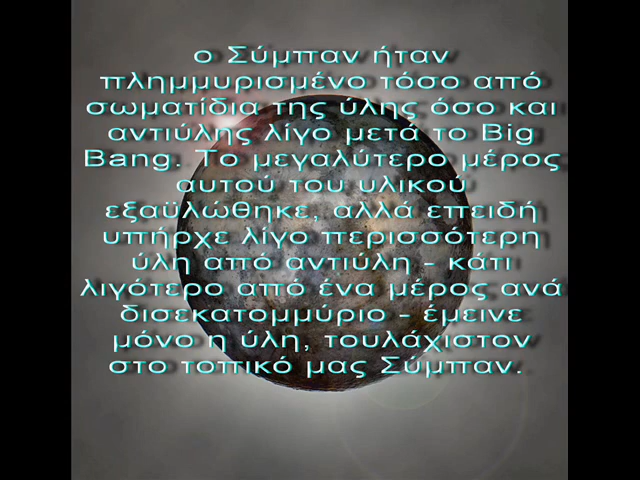 ο Σύμπαν ήταν
πλημμυρισμένο τόσο από
σωματίδια της ύλης όσο και
αντιύλης λίγο μετά το Big
Bang. Το μεγαλύτερο μέρος
αυτού του υλικού
εξαϋλώθηκε, αλλά επειδή
υπήρχε λίγο περισσότερη
ύλη από αντιύλη - κάτι
λιγότερο από ένα μέρος ανά
δισεκατομμύριο - έμεινε
μόνο η ύλη, τουλάχιστον
στο τοπικό μας Σύμπαν.